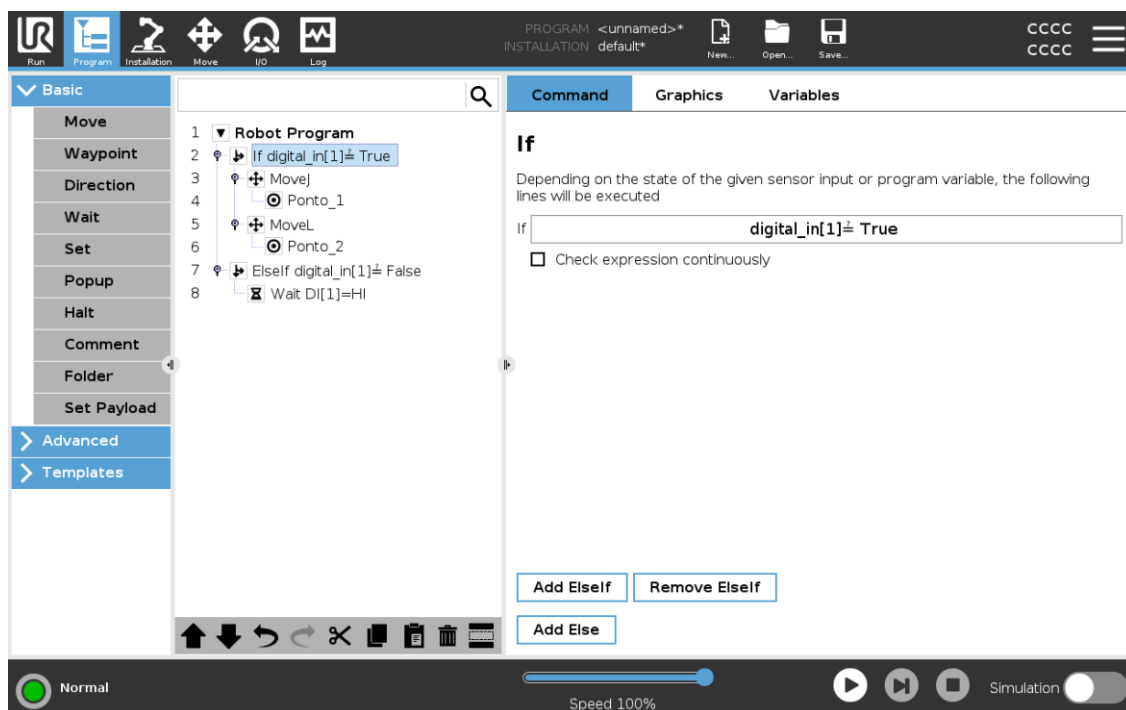 PROGRAM <unnamed>*
INSTALLATION default*
UR
Run Program Installation Move I/O Log
New... Open... Save...
CCCC
CCCC
Basic
Move
Waypoint
Direction
Wait
Set
Popup
Halt
Comment
Folder
Set Payload
Advanced
Templates
1 Robot Program
2 If digital_in[1]≟ True
3 MoveJ
4 Ponto_1
5 MoveL
6 Ponto_2
7 ElseIf digital_in[1]≟ False
8 Wait DI[1]=HI
Command Graphics Variables
If
Depending on the state of the given sensor input or program variable, the following
lines will be executed
If digital_in[1]≟ True
Check expression continuously
Add ElseIf Remove ElseIf
Add Else
Normal
Speed 100%
Simulation